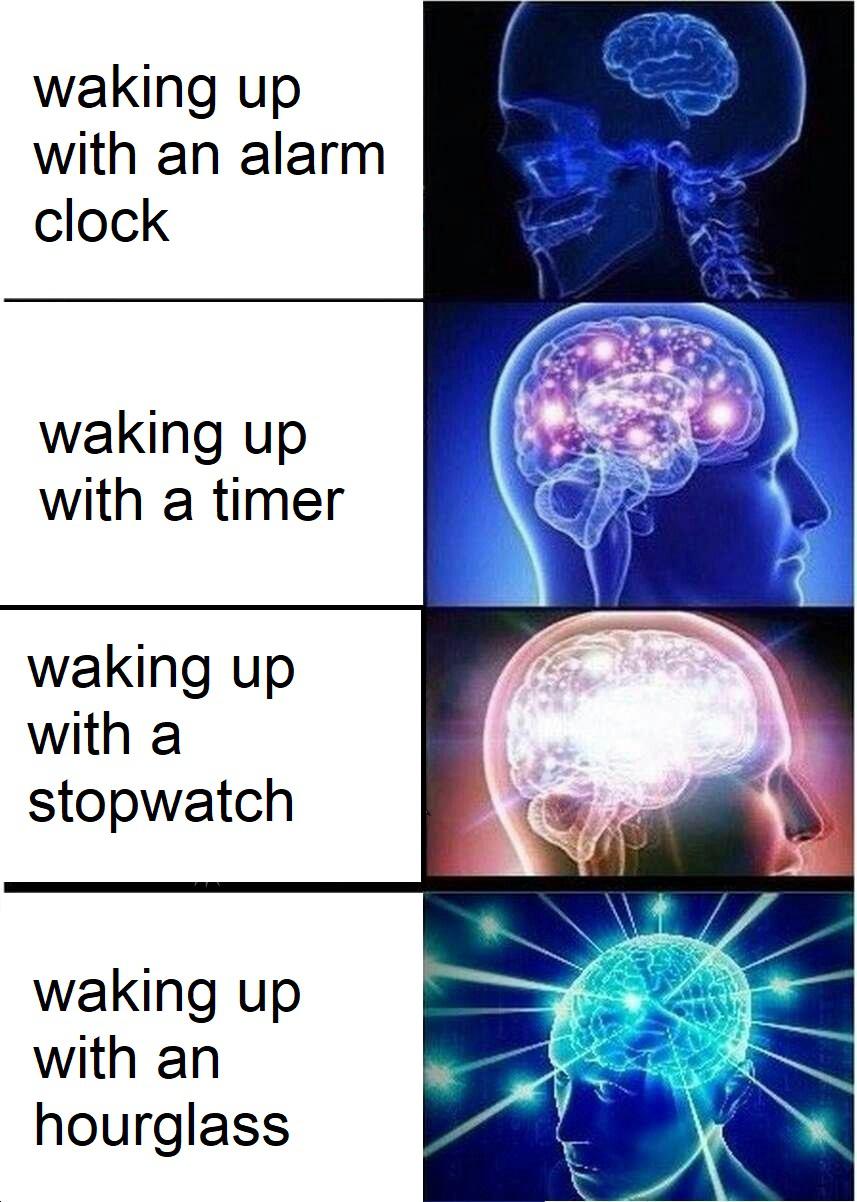 waking up
with an alarm
clock
waking up
with a timer
waking up
with a
stopwatch
waking up
with an
hourglass